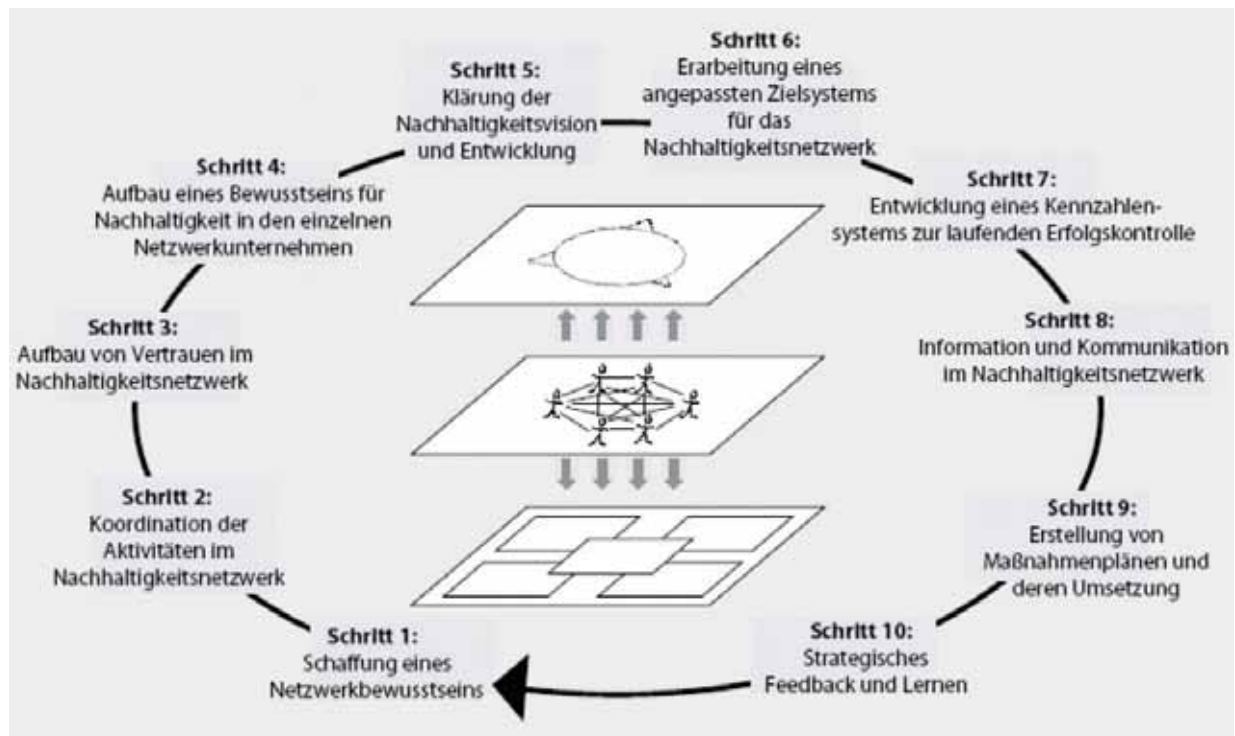 Schritt 1:
Schaffung eines
Netzwerkbewusstseins
Schritt 2:
Koordination der
Aktivitäten im
Nachhaltigkeitsnetzwerk
Schritt 3:
Aufbau von Vertrauen im
Nachhaltigkeitsnetzwerk
Schritt 4:
Aufbau eines Bewusstseins für
Nachhaltigkeit in den einzelnen
Netzwerkunternehmen
Schritt 5:
Klärung der
Nachhaltigkeitsvision
und Entwicklung
Schritt 6:
Erarbeitung eines
angepassten Zielsystems
für das
Nachhaltigkeitsnetzwerk
Schritt 7:
Entwicklung eines Kennzahlen-
systems zur laufenden Erfolgskontrolle
Schritt 8:
Information und Kommunikation
im Nachhaltigkeitsnetzwerk
Schritt 9:
Erstellung von
Maßnahmenplänen und
deren Umsetzung
Schritt 10:
Strategisches
Feedback und Lernen